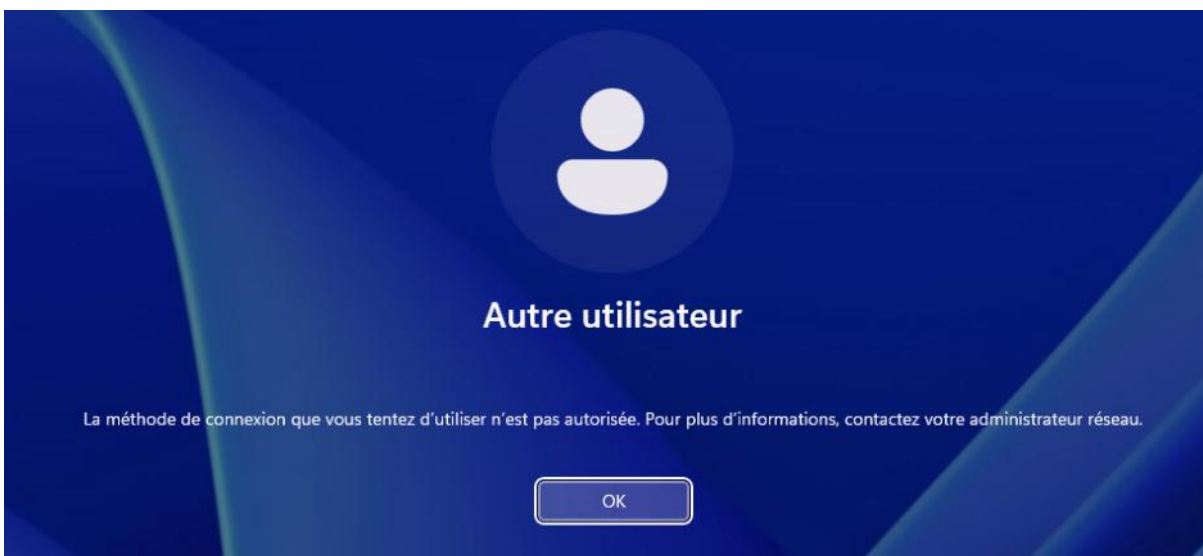 Autre utilisateur
La méthode de connexion que vous tentez d’utiliser n’est pas autorisée. Pour plus d’informations, contactez votre administrateur réseau.
OK